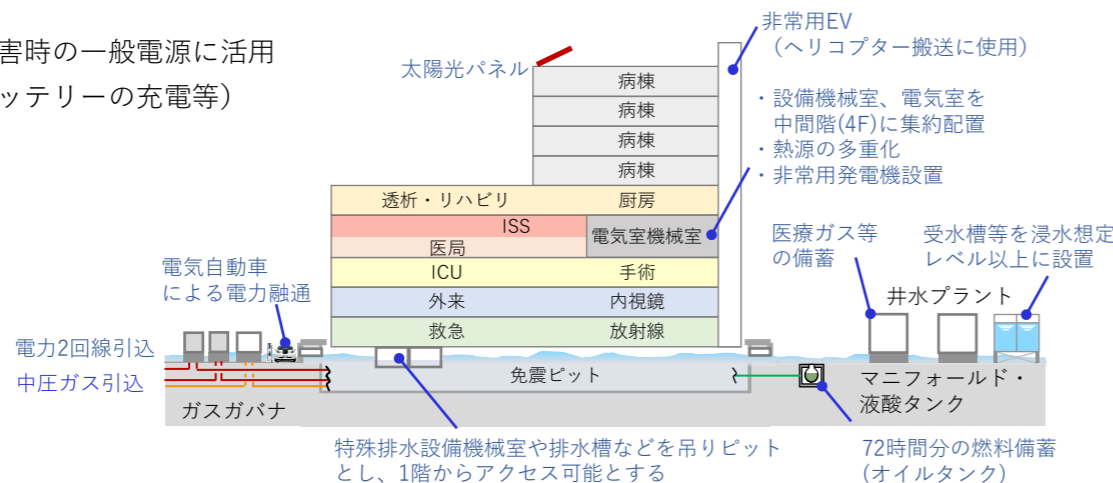 害時の一般電源に活用
ッテリーの充電等）
太陽光パネル
非常用EV
（ヘリコプター搬送に使用）
・設備機械室、電気室を
中間階(4F)に集約配置
・熱源の多重化
・非常用発電機設置
病棟
病棟
病棟
病棟
透析・リハビリ
厨房
ISS
医局
電気室機械室
ICU
手術
外来
内視鏡
救急
放射線
医療ガス等
の備蓄
受水槽等を浸水想定
レベル以上に設置
井水プラント
電気自動車
による電力融通
電力2回線引込
中圧ガス引込
ガスガバナ
免震ピット
マニフォールド・
液酸タンク
特殊排水設備機械室や排水槽などを吊りピット
とし、1階からアクセス可能とする
72時間分の燃料備蓄
(オイルタンク)